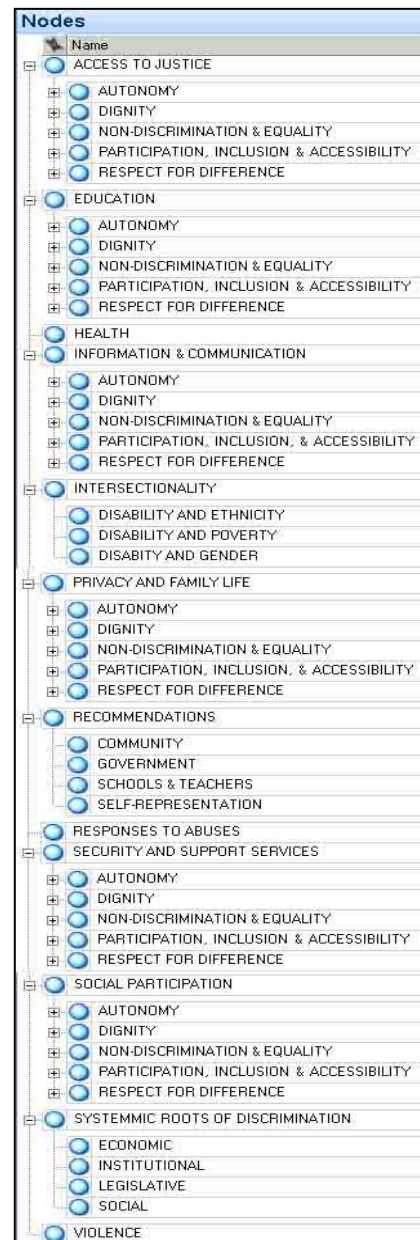 Nodes
Name
ACCESS TO JUSTICE
AUTONOMY
DIGNITY
NON-DISCRIMINATION & EQUALITY
PARTICIPATION, INCLUSION & ACCESSIBILITY
RESPECT FOR DIFFERENCE
EDUCATION
AUTONOMY
DIGNITY
NON-DISCRIMINATION & EQUALITY
PARTICIPATION, INCLUSION & ACCESSIBILITY
RESPECT FOR DIFFERENCE
HEALTH
INFORMATION & COMMUNICATION
AUTONOMY
DIGNITY
NON-DISCRIMINATION & EQUALITY
PARTICIPATION, INCLUSION, & ACCESSIBILITY
RESPECT FOR DIFFERENCE
INTERSECTIONALITY
DISABILITY AND ETHNICITY
DISABILITY AND POVERTY
DISABITY AND GENDER
PRIVACY AND FAMILY LIFE
AUTONOMY
DIGNITY
NON-DISCRIMINATION & EQUALITY
PARTICIPATION, INCLUSION, & ACCESSIBILITY
RESPECT FOR DIFFERENCE
RECOMMENDATIONS
COMMUNITY
GOVERNMENT
SCHOOLS & TEACHERS
SELF-REPRESENTATION
RESPONSES TO ABUSES
SECURITY AND SUPPORT SERVICES
AUTONOMY
DIGNITY
NON-DISCRIMINATION & EQUALITY
PARTICIPATION, INCLUSION & ACCESSIBILITY
RESPECT FOR DIFFERENCE
SOCIAL PARTICIPATION
AUTONOMY
DIGNITY
NON-DISCRIMINATION & EQUALITY
PARTICIPATION, INCLUSION & ACCESSIBILITY
RESPECT FOR DIFFERENCE
SYSTEMMIC ROOTS OF DISCRIMINATION
ECONOMIC
INSTITUTIONAL
LEGISLATIVE
SOCIAL
VIOLENCE